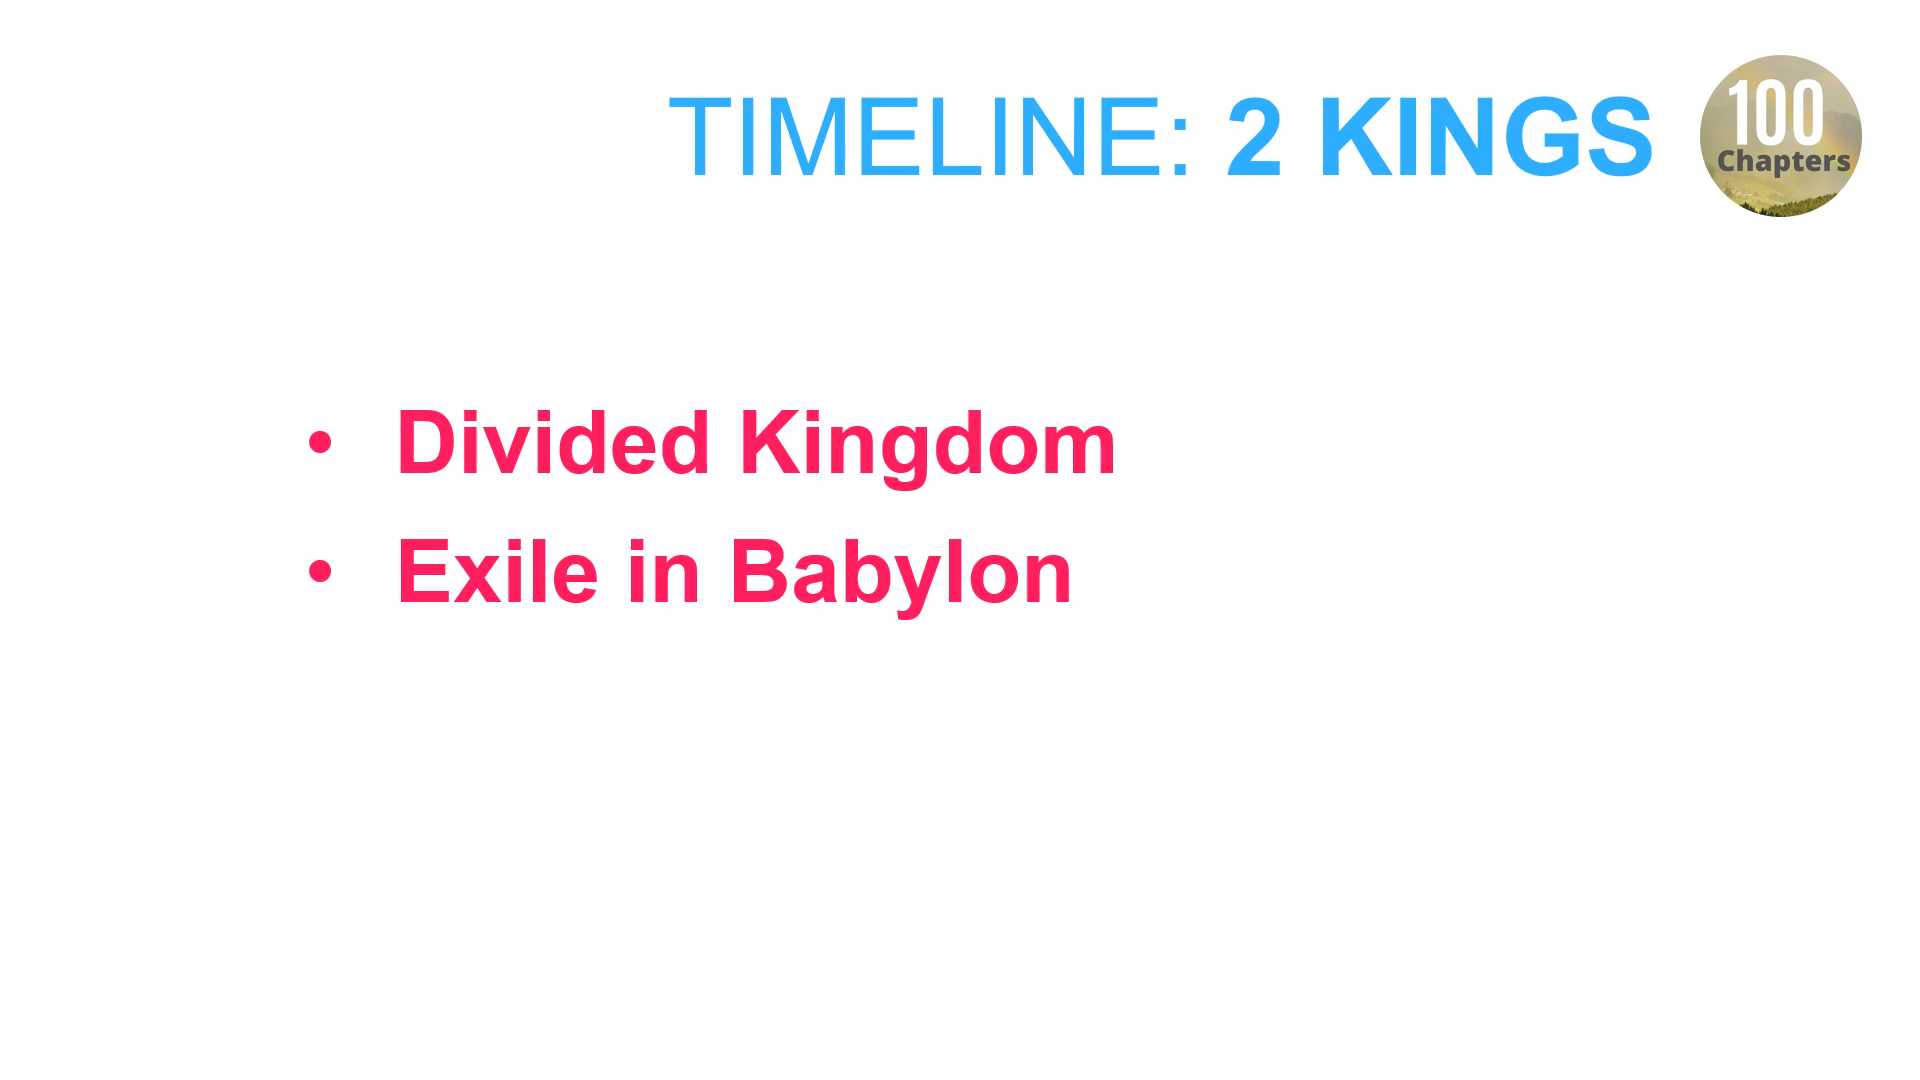 TIMELINE: 2 KINGS
100
Chapters
• Divided Kingdom
• Exile in Babylon